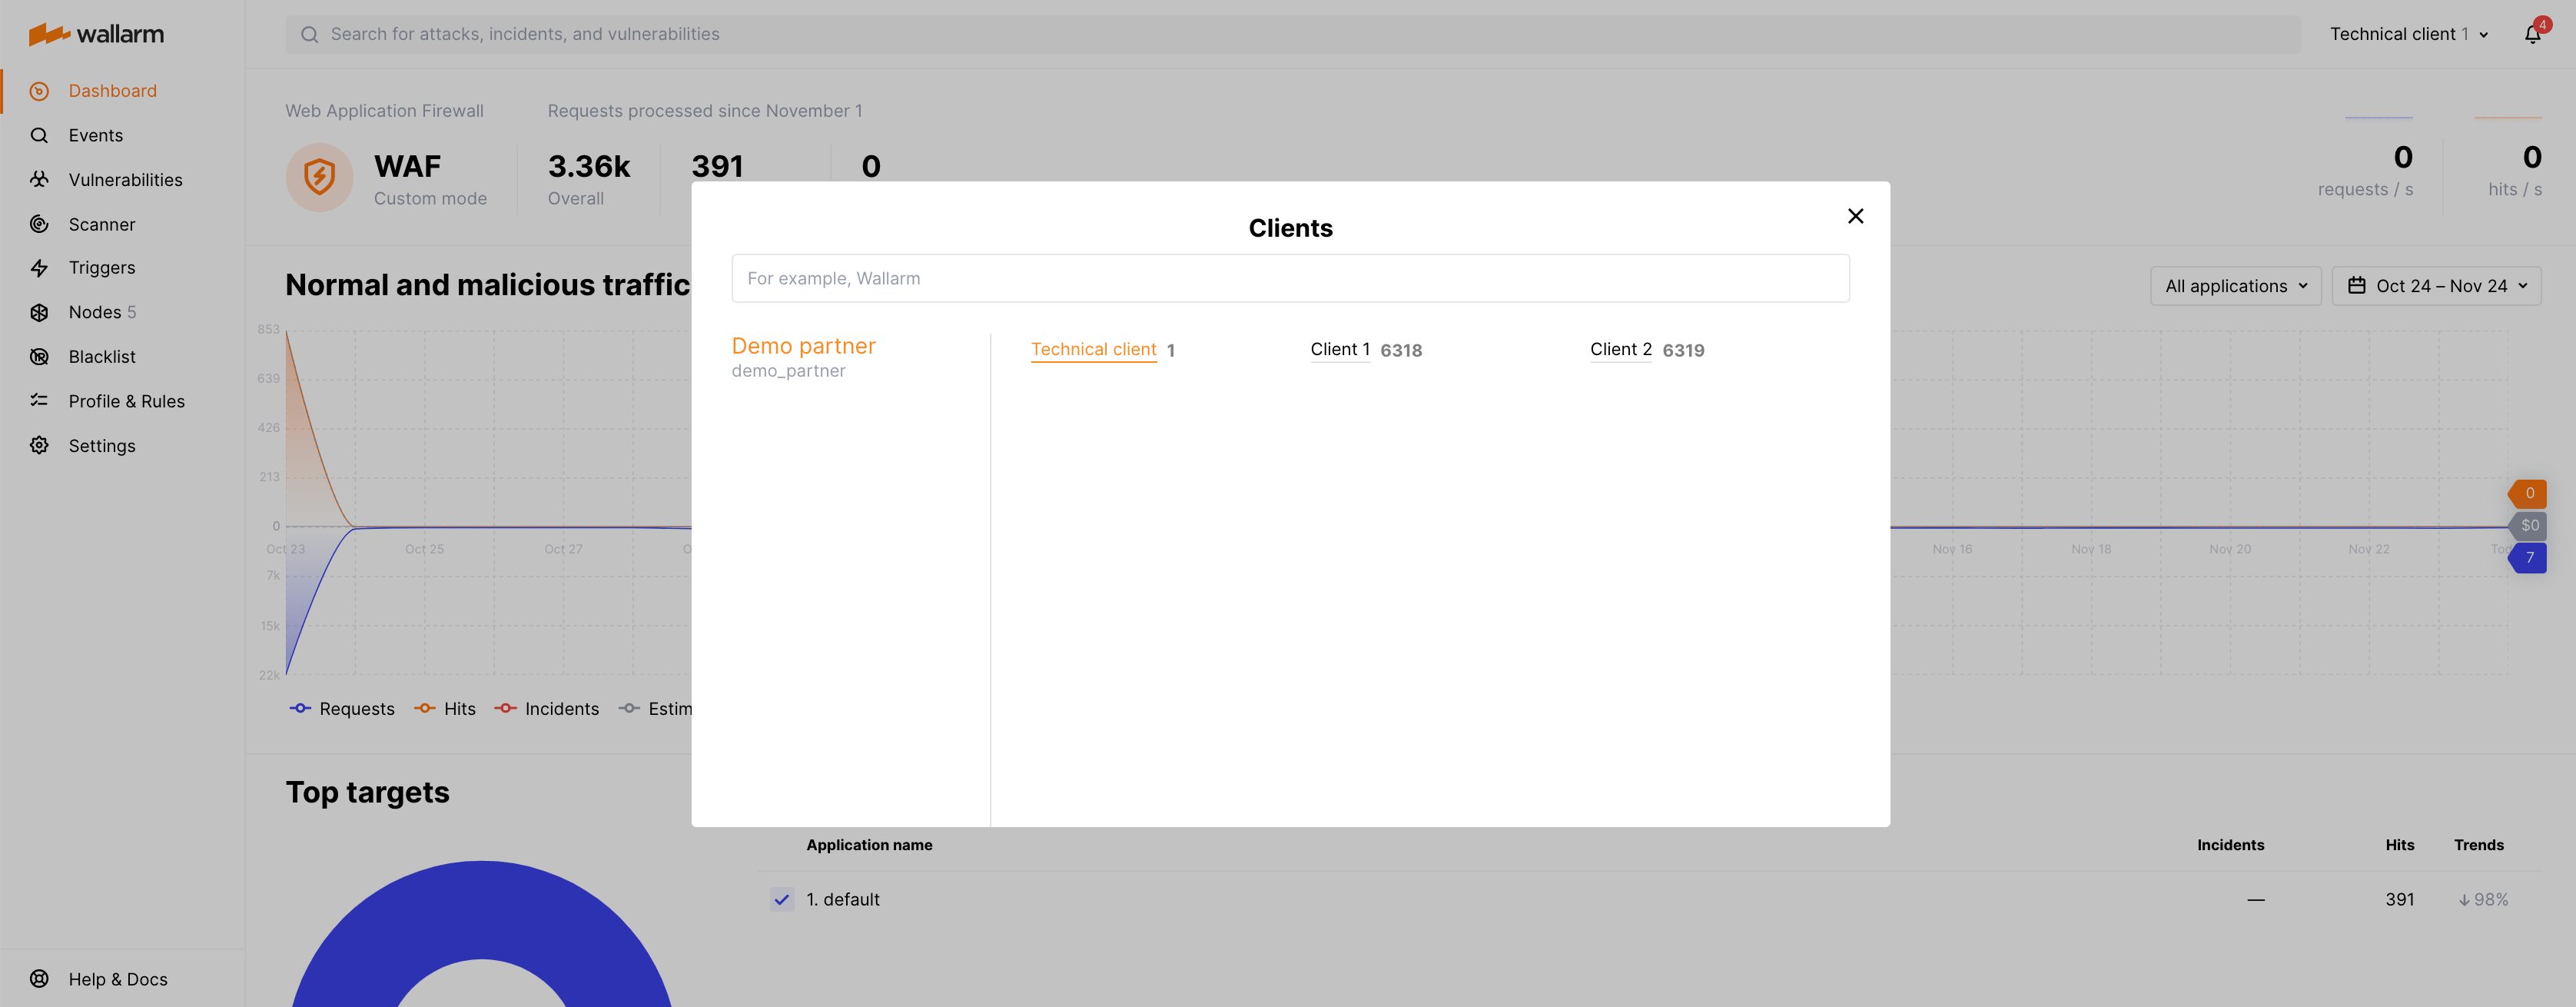 wallarm
Search for attacks, incidents, and vulnerabilities
Technical client 1
4
Dashboard
Events
Vulnerabilities
Scanner
Triggers
Nodes 5
Blacklist
Profile & Rules
Settings
Help & Docs
Web Application Firewall
Requests processed since November 1
WAF
Custom mode
3.36k
Overall
391
0
0
requests / s
0
hits / s
Clients
For example, Wallarm
Demo partner
demo_partner
Technical client 1
Client 1 6318
Client 2 6319
Normal and malicious traffic
All applications
Oct 24 – Nov 24
853
639
426
213
0
7k
15k
22k
Oct 23
Oct 25
Oct 27
Nov 16
Nov 18
Nov 20
Nov 22
0
$0
7
Requests
Hits
Incidents
Estim
Top targets
Application name
Incidents
Hits
Trends
1. default
—
391
↓ 98%